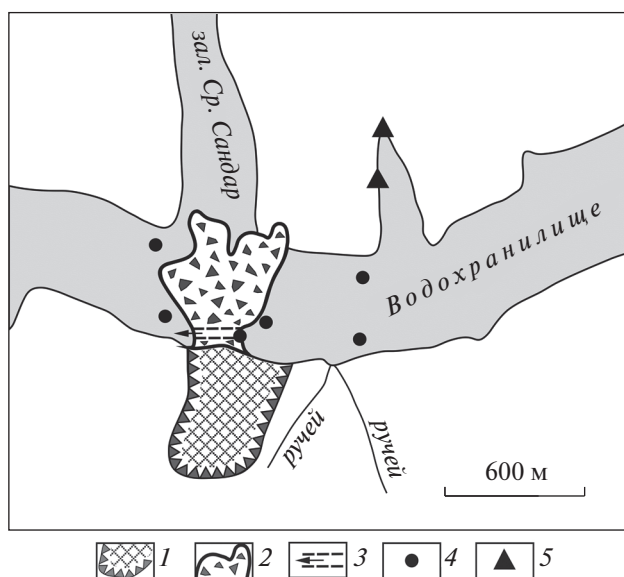 зал. Ср. Сандар
Водохранилище
ручей
ручей
600 м
1 2 3 4 5